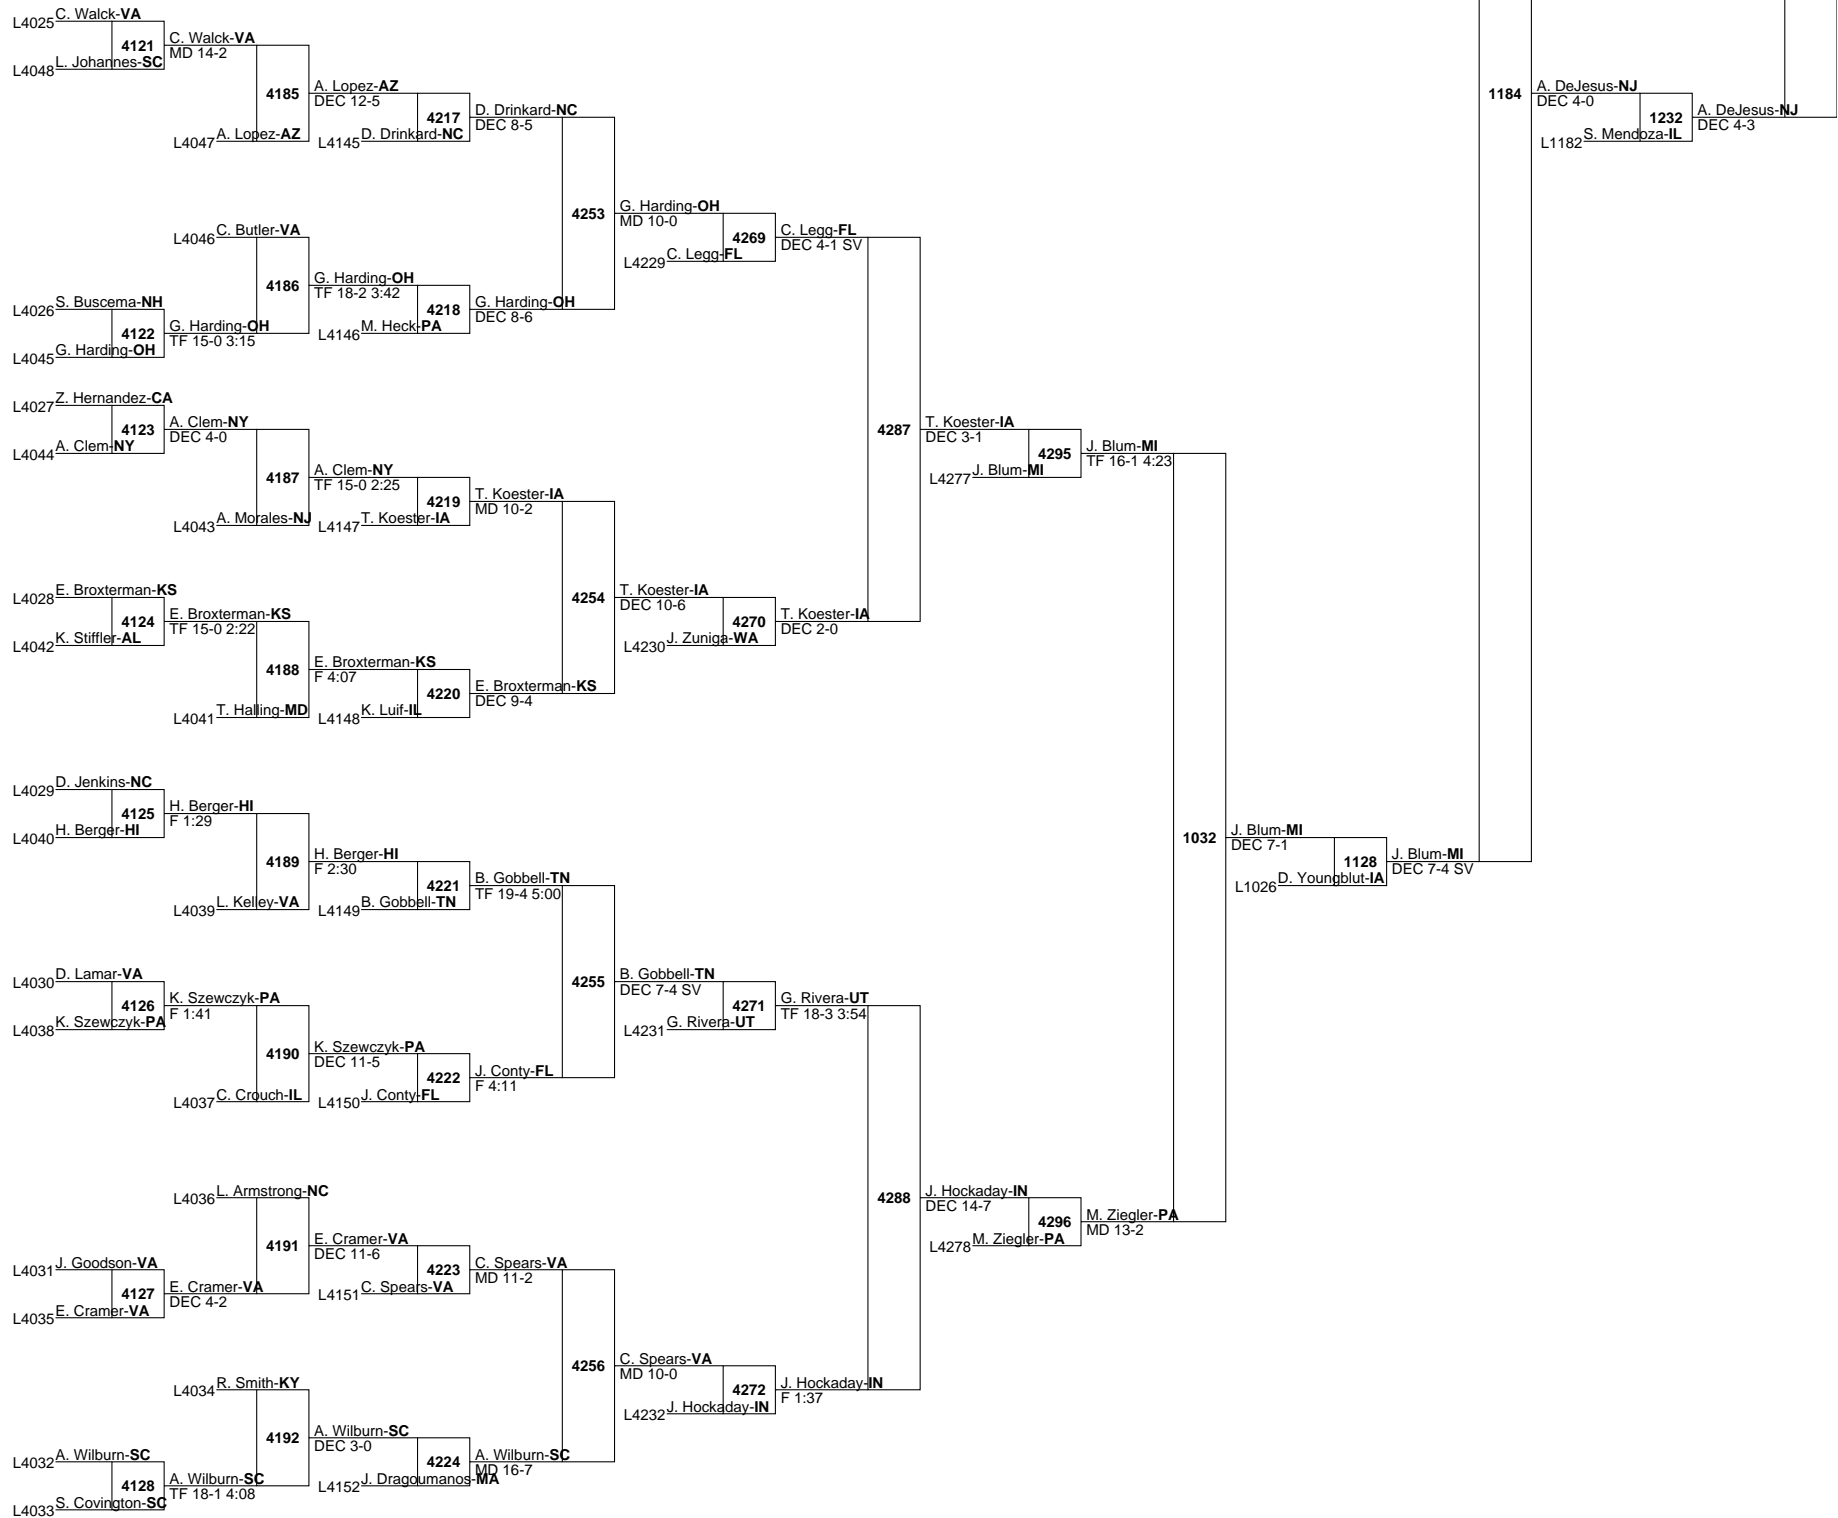 L4025 C. Walck-VA
4121
L4048 L. Johannes-SC
C. Walck-VA
MD 14-2
4185
L4047 A. Lopez-AZ
A. Lopez-AZ
DEC 12-5
4217
L4145 D. Drinkard-NC
D. Drinkard-NC
DEC 8-5
4253
L4046 C. Butler-VA
4186
L4026 S. Buscema-NH
4122
L4045 G. Harding-OH
G. Harding-OH
TF 15-0 3:15
G. Harding-OH
TF 18-2 3:42
4218
L4146 M. Heck-PA
G. Harding-OH
DEC 8-6
G. Harding-OH
MD 10-0
4269
L4229 C. Legg-FL
C. Legg-FL
DEC 4-1 SV
4287
L4027 Z. Hernandez-CA
4123
L4044 A. Clem-NY
A. Clem-NY
DEC 4-0
4187
L4043 A. Morales-NJ
A. Clem-NY
TF 15-0 2:25
4219
L4147 T. Koester-IA
T. Koester-IA
MD 10-2
4254
L4028 E. Broxterman-KS
4124
L4042 K. Stiffler-AL
E. Broxterman-KS
TF 15-0 2:22
4188
L4041 T. Halling-MD
E. Broxterman-KS
F 4:07
4220
L4148 K. Luif-IL
E. Broxterman-KS
DEC 9-4
T. Koester-IA
DEC 10-6
4270
L4230 J. Zuniga-WA
T. Koester-IA
DEC 2-0
T. Koester-IA
DEC 3-1
4295
L4277 J. Blum-MI
J. Blum-MI
TF 16-1 4:23
1032
L4029 D. Jenkins-NC
4125
L4040 H. Berger-HI
H. Berger-HI
F 1:29
4189
L4039 L. Kelley-VA
H. Berger-HI
F 2:30
4221
L4149 B. Gobbell-TN
B. Gobbell-TN
TF 19-4 5:00
4255
L4030 D. Lamar-VA
4126
L4038 K. Szewczyk-PA
K. Szewczyk-PA
F 1:41
4190
L4037 C. Crouch-IL
K. Szewczyk-PA
DEC 11-5
4222
L4150 J. Conty-FL
J. Conty-FL
F 4:11
B. Gobbell-TN
DEC 7-4 SV
4271
L4231 G. Rivera-UT
G. Rivera-UT
TF 18-3 3:54
4288
L4036 L. Armstrong-NC
4191
L4031 J. Goodson-VA
4127
L4035 E. Cramer-VA
E. Cramer-VA
DEC 4-2
E. Cramer-VA
DEC 11-6
4223
L4151 C. Spears-VA
C. Spears-VA
MD 11-2
4256
L4034 R. Smith-KY
4192
L4032 A. Wilburn-SC
4128
L4033 S. Covington-SC
A. Wilburn-SC
TF 18-1 4:08
A. Wilburn-SC
DEC 3-0
4224
L4152 J. Dragoumanos-MA
A. Wilburn-SC
MD 16-7
C. Spears-VA
MD 10-0
4272
L4232 J. Hockaday-IN
J. Hockaday-IN
F 1:37
J. Hockaday-IN
DEC 14-7
4296
L4278 M. Ziegler-PA
M. Ziegler-PA
MD 13-2
J. Blum-MI
DEC 7-1
1128
L1026 D. Youngblut-IA
J. Blum-MI
DEC 7-4 SV
1184
A. DeJesus-NJ
DEC 4-0
1232
L1182 S. Mendoza-IL
A. DeJesus-NJ
DEC 4-3